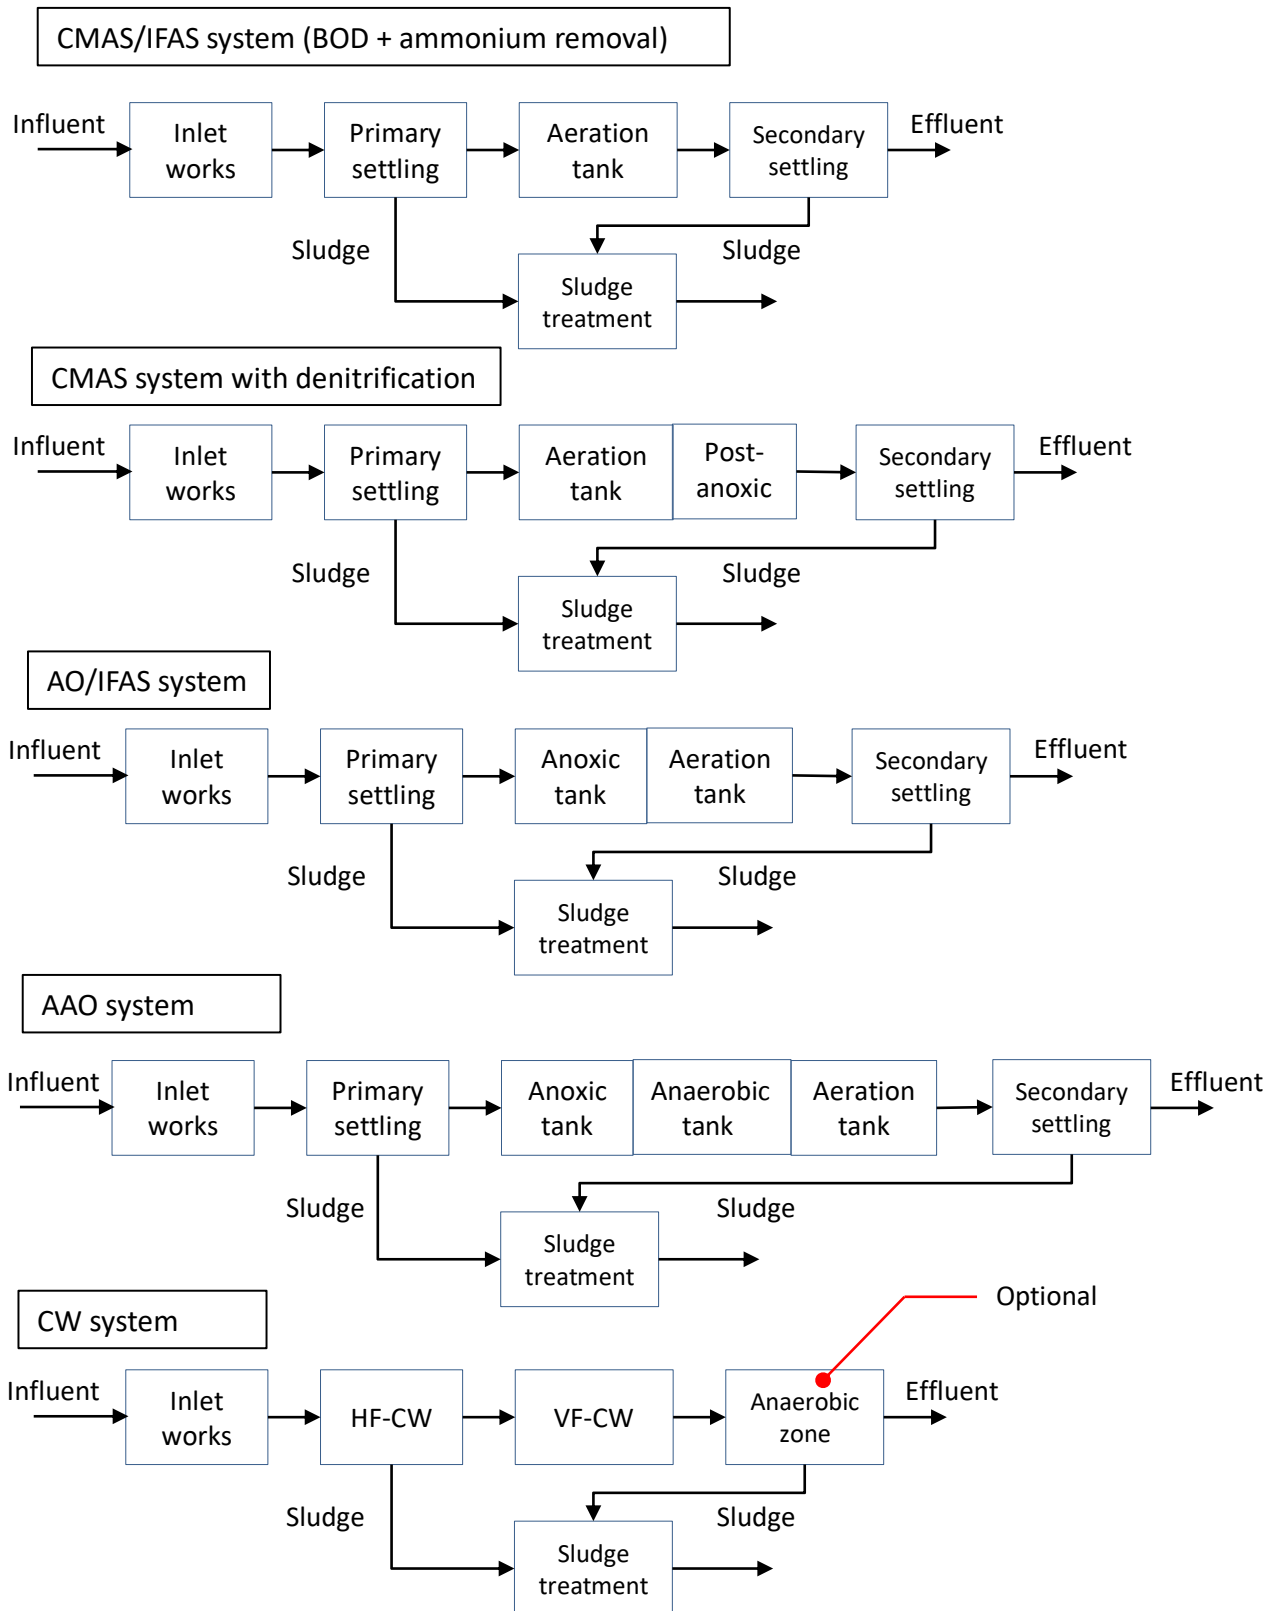 CMAS/IFAS system (BOD + ammonium removal)
Influent
Inlet
works
Primary
settling
Aeration
tank
Secondary
settling
Effluent
Sludge
Sludge
Sludge
treatment
CMAS system with denitrification
Influent
Inlet
works
Primary
settling
Aeration
tank
Post-
anoxic
Secondary
settling
Effluent
Sludge
Sludge
Sludge
treatment
AO/IFAS system
Influent
Inlet
works
Primary
settling
Anoxic
tank
Aeration
tank
Secondary
settling
Effluent
Sludge
Sludge
Sludge
treatment
AAO system
Influent
Inlet
works
Primary
settling
Anoxic
tank
Anaerobic
tank
Aeration
tank
Secondary
settling
Effluent
Sludge
Sludge
Sludge
treatment
CW system
Optional
Influent
Inlet
works
HF-CW
VF-CW
Anaerobic
zone
Effluent
Sludge
Sludge
Sludge
treatment